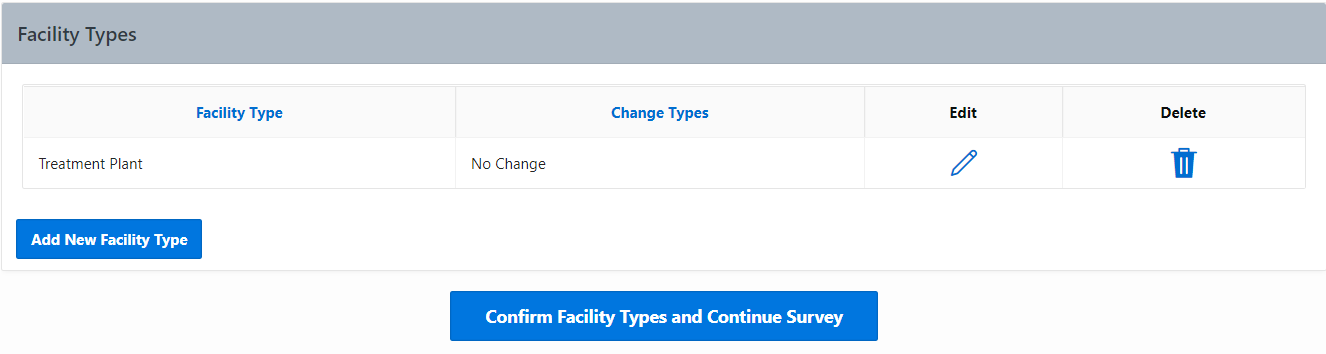 Facility Types
Facility Type Change Types Edit Delete
Treatment Plant No Change
Add New Facility Type
Confirm Facility Types and Continue Survey